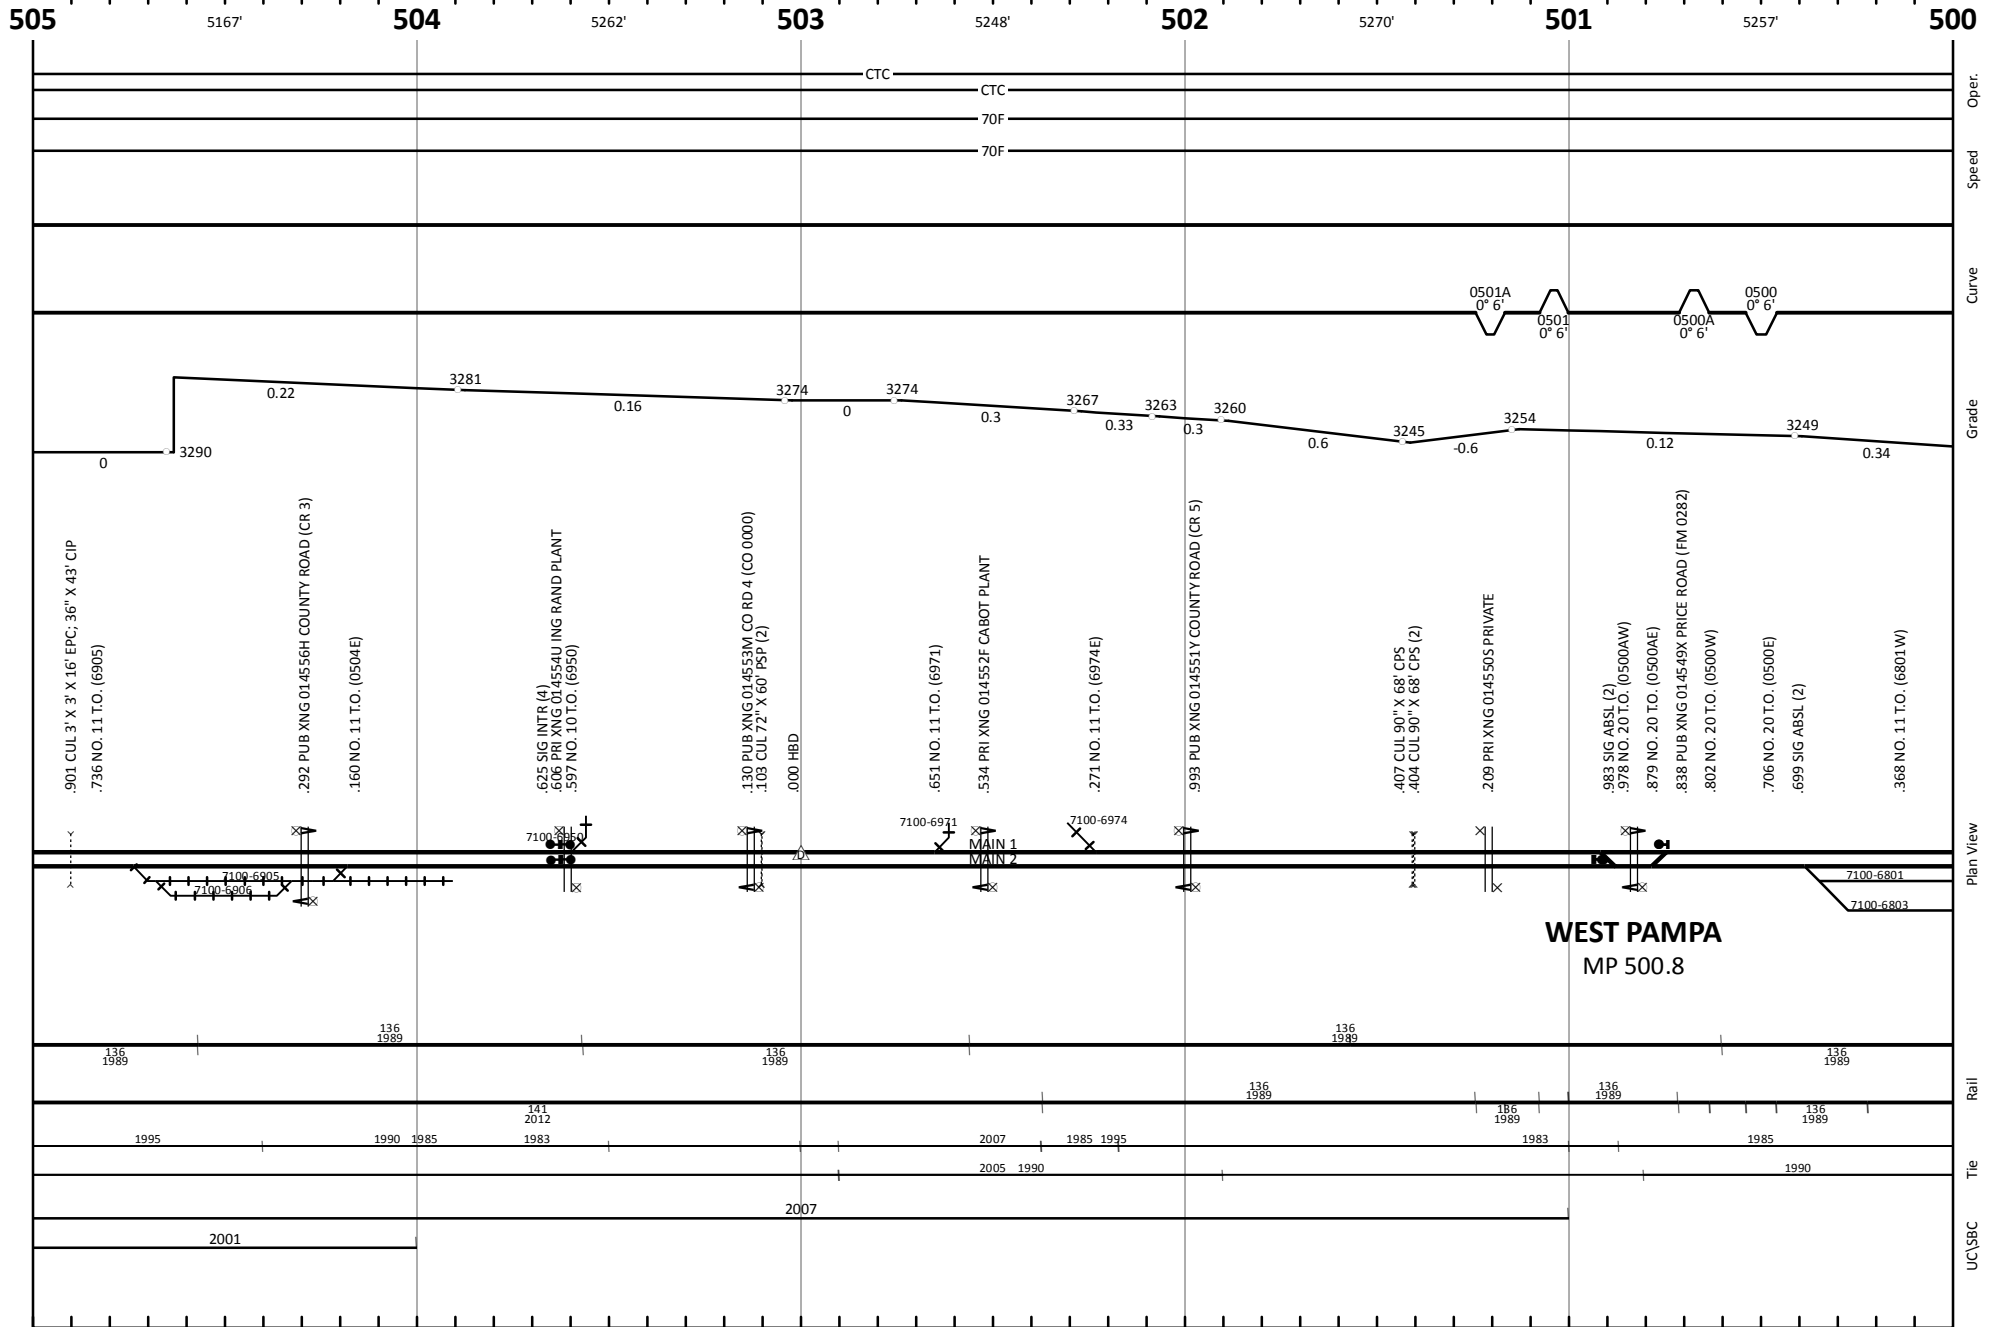 505 5167' 504 5262' 503 5248' 502 5270' 501 5257' 500
CTC
CTC
Oper.
70F
70F
Speed
Curve
0501A
0° 6'
0501
0° 6'
0500A
0° 6'
0500
0° 6'
3290
3281
3274
3274
3267
3263
3260
3245
3254
3249
0
0.22
0.16
0
0.3
0.33
0.3
0.6
-0.6
0.12
0.34
Grade
.901 CUL 3' X 3' X 16' EPC; 36" X 43' CIP
.736 NO. 11 T.O. (6905)
.292 PUB XNG 014556H COUNTY ROAD (CR 3)
.160 NO. 11 T.O. (0504E)
.625 SIG INTR (4)
.606 PRI XNG 014554U ING RAND PLANT
.597 NO. 10 T.O. (6950)
.130 PUB XNG 014553M CO RD 4 (CO 0000)
.103 CUL 72" X 60' PSP (2)
.000 HBD
.651 NO. 11 T.O. (6971)
.534 PRI XNG 014552F CABOT PLANT
.271 NO. 11 T.O. (6974E)
.993 PUB XNG 014551Y COUNTY ROAD (CR 5)
.407 CUL 90" X 68' CPS
.404 CUL 90" X 68' CPS (2)
.209 PRI XNG 014550S PRIVATE
.983 SIG ABSL (2)
.978 NO. 20 T.O. (0500AW)
.879 NO. 20 T.O. (0500AE)
.838 PUB XNG 014549X PRICE ROAD (FM 0282)
.802 NO. 20 T.O. (0500W)
.706 NO. 20 T.O. (0500E)
.699 SIG ABSL (2)
.368 NO. 11 T.O. (6801W)
7100-6950
7100-6971
7100-6974
D
MAIN 1
MAIN 2
7100-6905
7100-6906
7100-6801
7100-6803
Plan View
WEST PAMPA
MP 500.8
136
1989
136
1989
136
1989
136
1989
136
1989
Rail
136
1989
136
1989
141
2012
136
1989
136
1989
1995 1990 1985 1983 2007 1985 1995 1983 1985
2005 1990 1990
Tie
2007
2001
UC\SBC